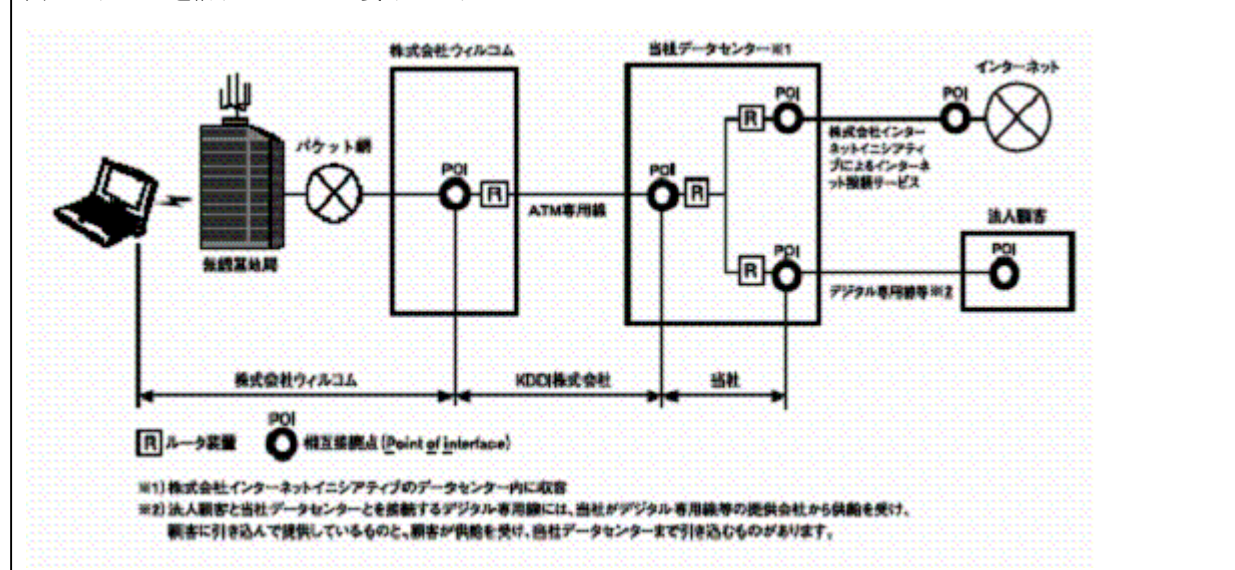 株式会社ウィルコム
当社データセンター※1
インターネット
POI
POI
R
パケット網
株式会社インター
ネットイニシアティ
ブによるインターネ
ット接続サービス
POI
R
POI
R
ATM専用線
法人顧客
無線基地局
POI
R
POI
デジタル専用線等※2
株式会社ウィルコム
KDDI株式会社
当社
R ルータ装置
POI
相互接続点(Point of interface)
※1)株式会社インターネットイニシアティブのデータセンター内に収容
※2)法人顧客と当社データセンターとを接続するデジタル専用線には、当社がデジタル専用線等の提供会社から供給を受け、
顧客に引き込んで提供しているものと、顧客が供給を受け、当社データセンターまで引き込むものがあります。